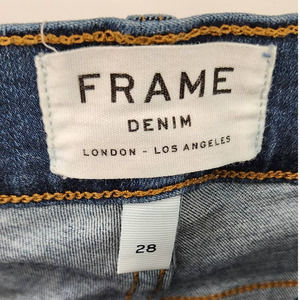 FRAME
DENIM
LONDON - LOS ANGELES
28